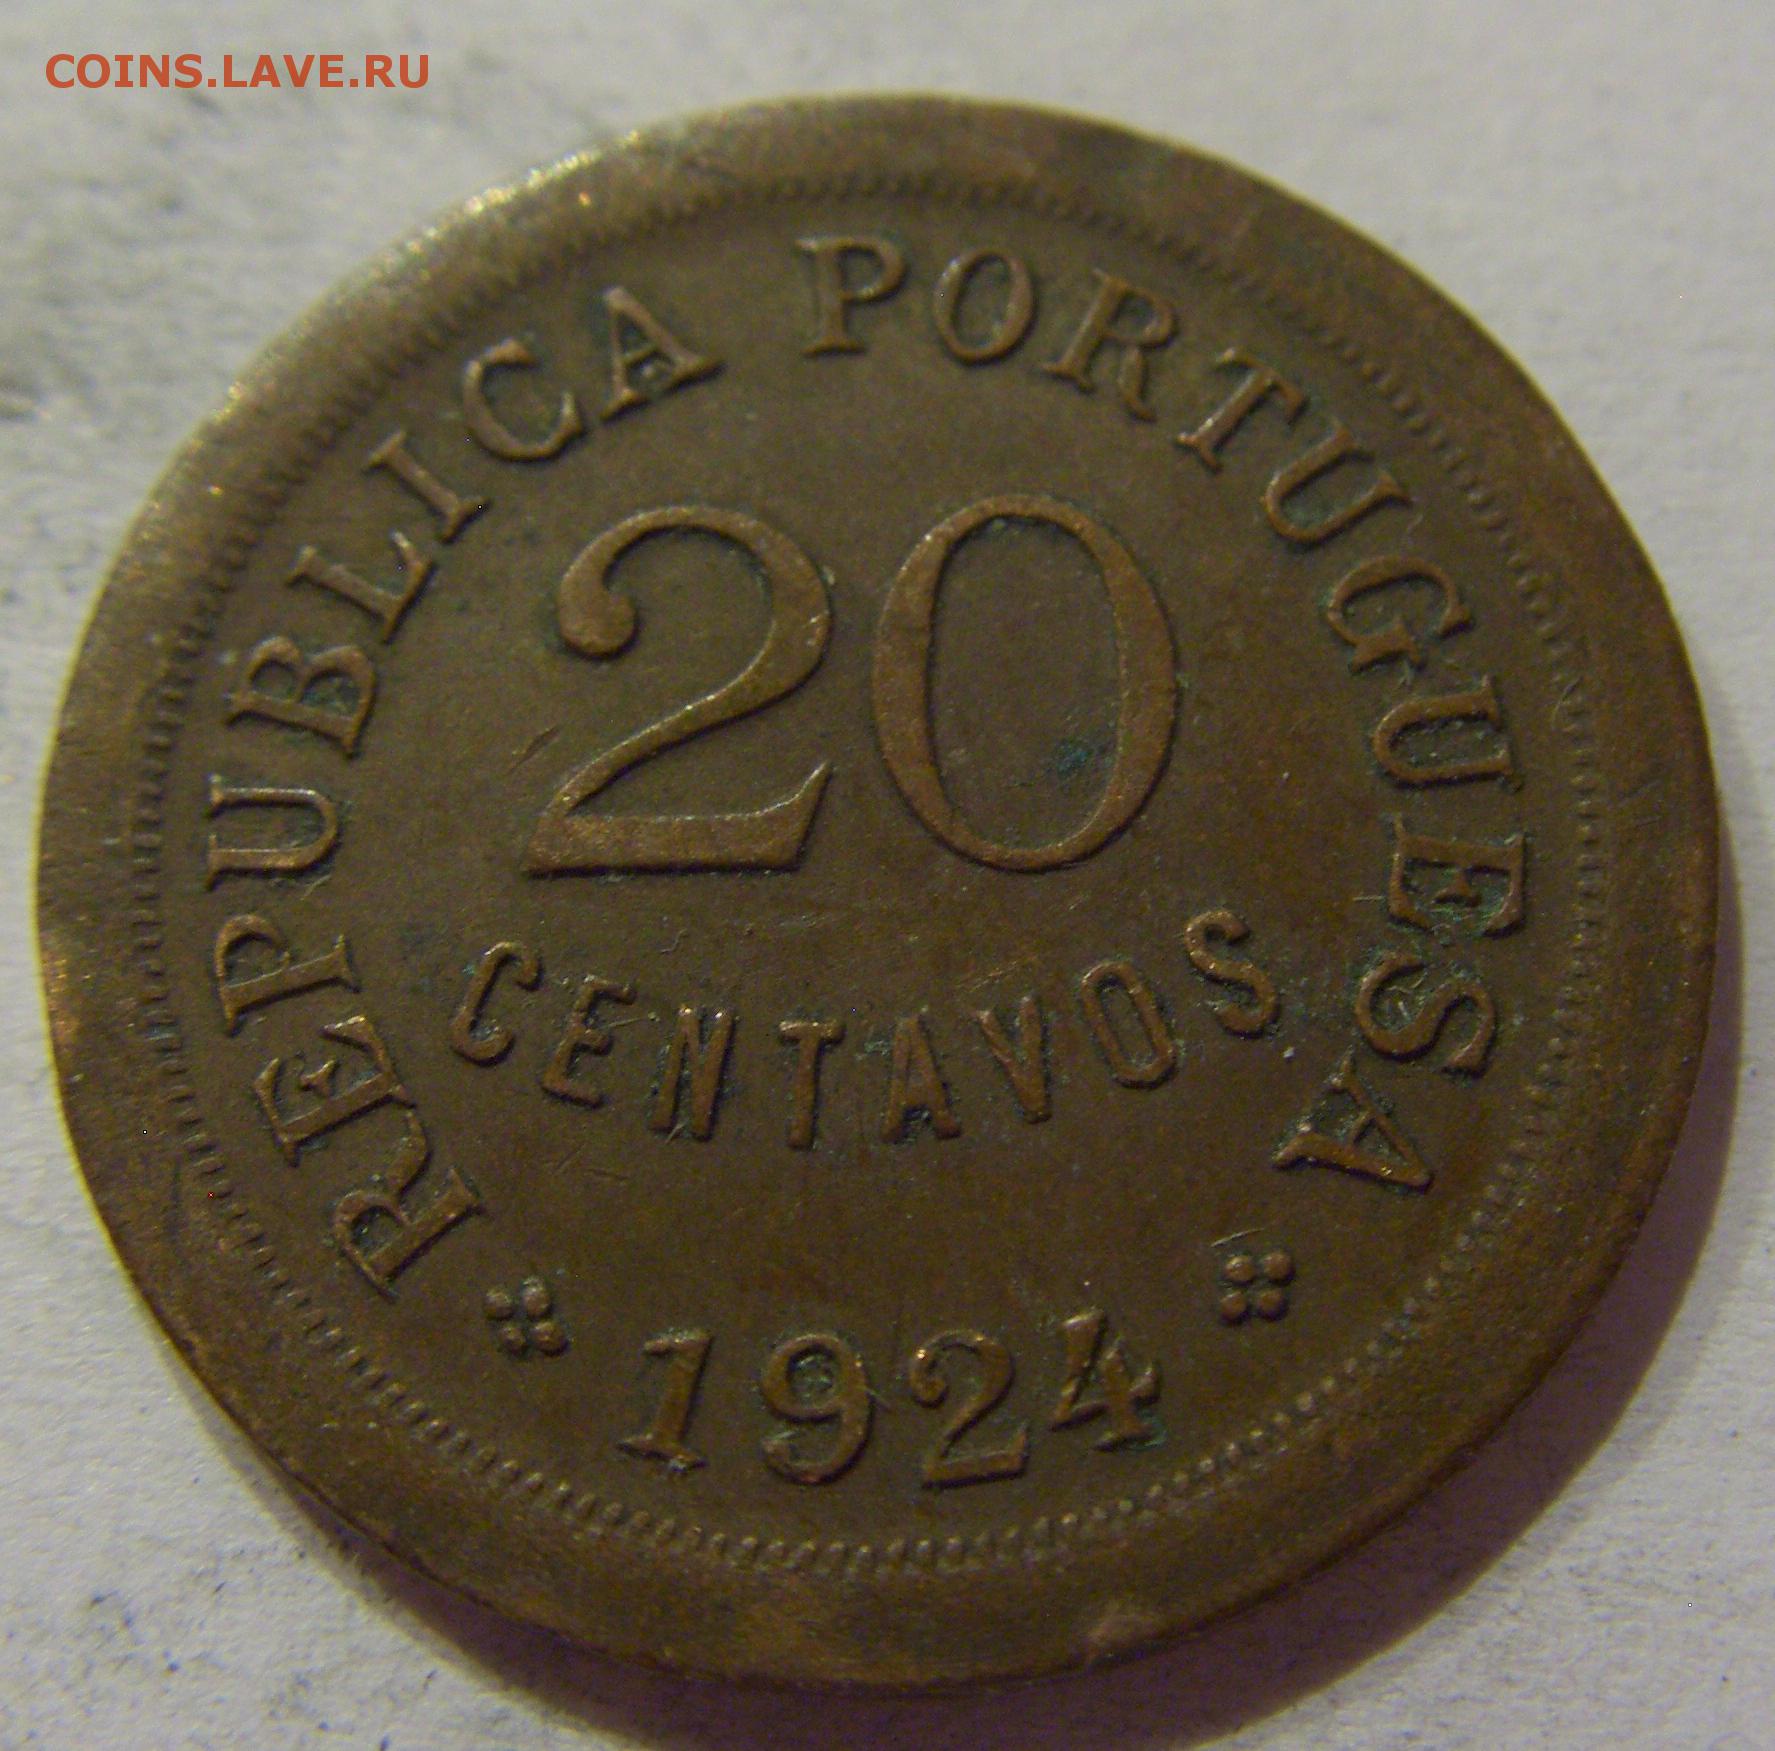 COINS.LAVE.RU
REPUBLICA PORTUGUESA
20
CENTAVOS
1924